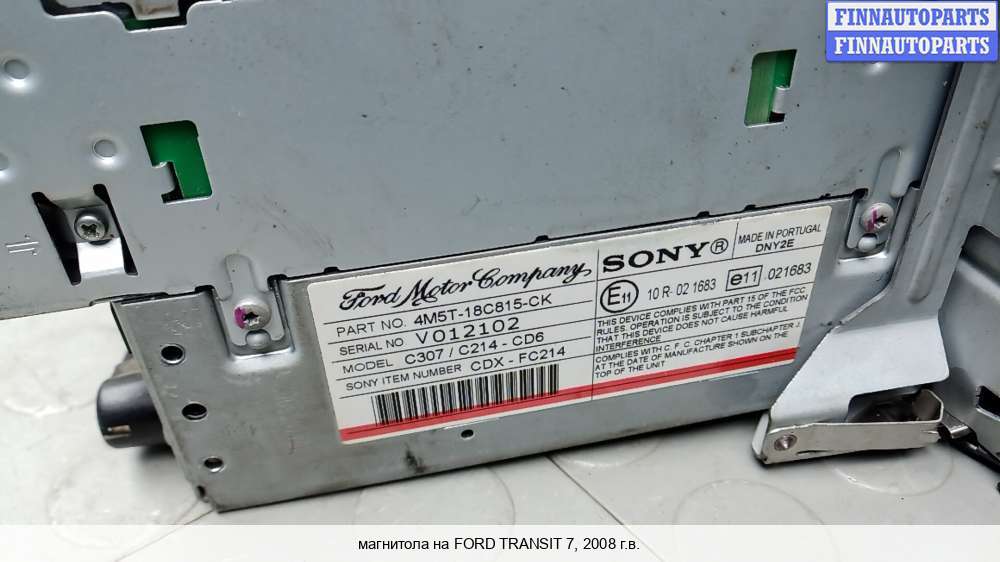 FINNAUTOPARTS
FINNAUTOPARTS
Ford Motor Company
PART NO. 4M5T-18C815-CK
SERIAL NO V012102
MODEL C307 / C214 - CD6
SONY ITEM NUMBER CDX - FC214
SONY®
MADE IN PORTUGAL
DNY2E
E11 10 R- 02 1683 e11 021683
THIS DEVICE COMPLIES WITH PART 15 OF THE FCC
RULES. OPERATION IS SUBJECT TO THE CONDITION
THAT THIS DEVICE DOES NOT CAUSE HARMFUL
INTERFERENCE
COMPLIES WITH C. F. C. CHAPTER 1 SUBCHAPTER J.
AT THE DATE OF MANUFACTURE SHOWN ON THE
TOP OF THE UNIT
магнитола на FORD TRANSIT 7, 2008 г.в.